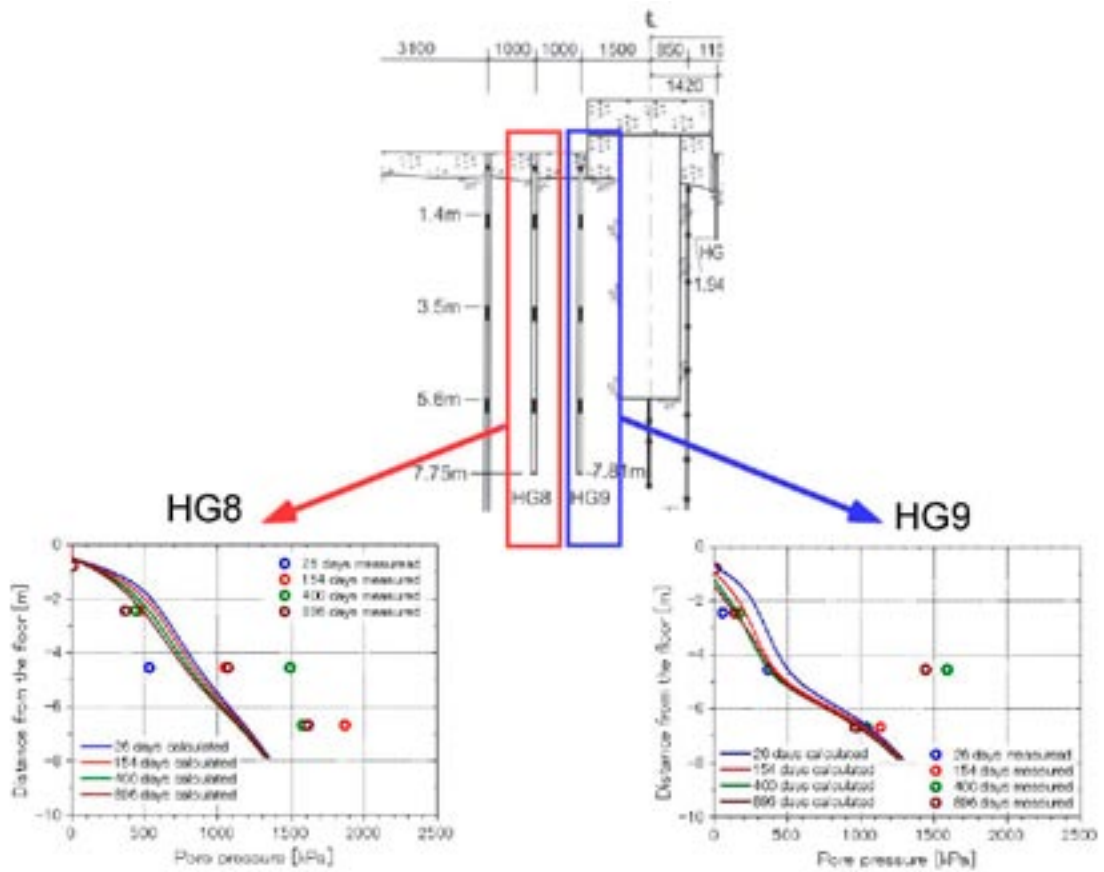 ℄
3100 1000 1000 1500 850 110
1420
1.4m
HG
1.94
3.5m
5.6m
7.75m
7.81m
HG8 HG9
HG8
HG9
26 days measured
154 days measured
400 days measured
896 days measured
26 days calculated
154 days calculated
400 days calculated
896 days calculated
0
-2
-4
-6
-8
-10
Distance from the floor [m]
0 500 1000 1500 2000 2500
Pore pressure [kPa]
0
-2
-4
-6
-8
-10
Distance from the floor [m]
26 days calculated
154 days calculated
400 days calculated
896 days calculated
26 days measured
154 days measured
400 days measured
896 days measured
0 500 1000 1500 2000 2500
Pore pressure [kPa]